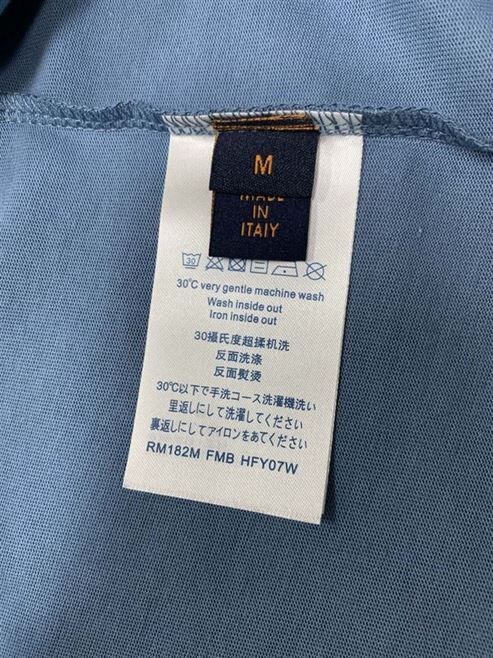 M
MADE
IN
ITALY
30
30℃ very gentle machine wash
Wash inside out
Iron inside out
30攝氏度超揉机洗
反面洗涤
反面熨烫
30℃以下で手洗コース洗濯機洗い
里返しにして洗濯してください
裏返しにしてアイロンをあてください
RM182M FMB HFY07W